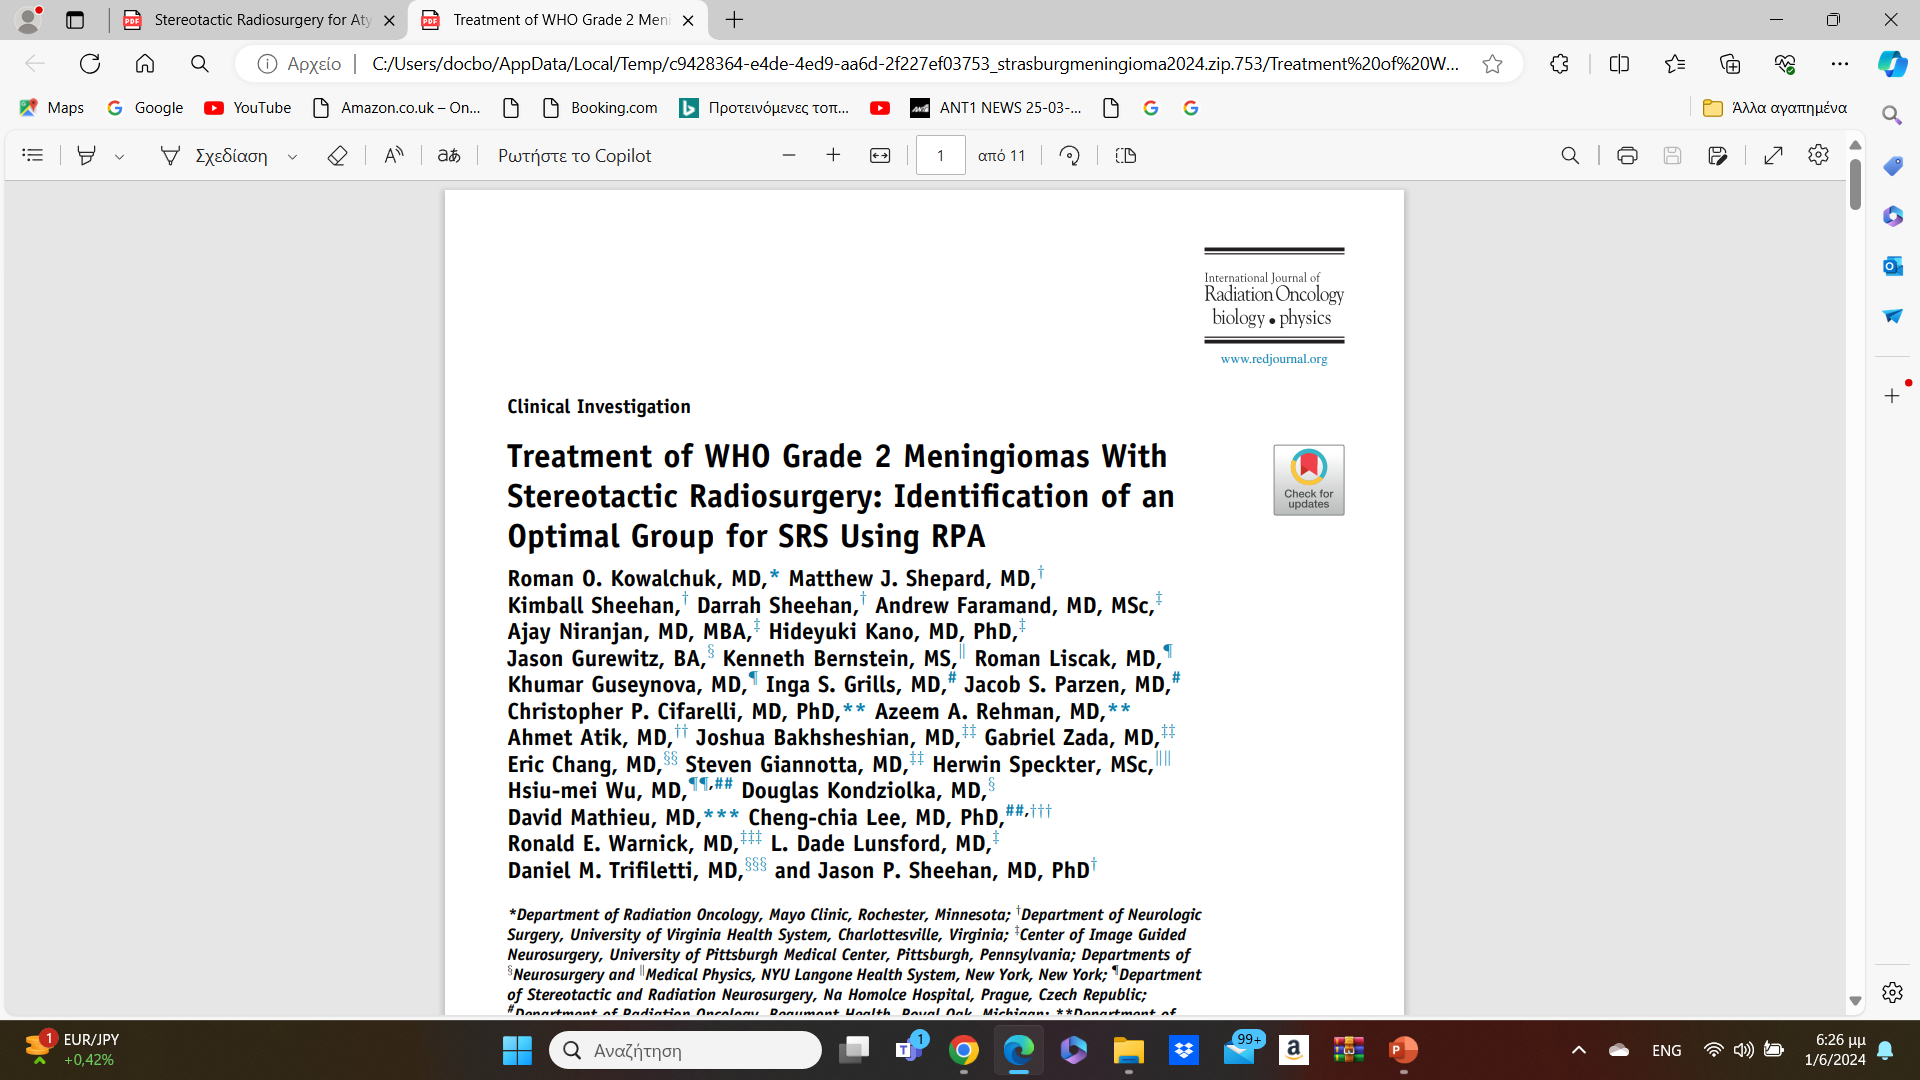 Stereotactic Radiosurgery for Aty
Treatment of WHO Grade 2 Meni
Αρχείο
C:/Users/docbo/AppData/Local/Temp/c9428364-e4de-4ed9-aa6d-2f227ef03753_strasburgmeningioma2024.zip.753/Treatment%20of%20W...
Maps
Google
YouTube
Amazon.co.uk – On...
Booking.com
Προτεινόμενες τοπ...
ANT1 NEWS 25-03-...
Άλλα αγαπημένα
Σχεδίαση
Ρωτήστε το Copilot
1
από 11
International Journal of
Radiation Oncology
biology • physics
www.redjournal.org
Clinical Investigation
Treatment of WHO Grade 2 Meningiomas With
Stereotactic Radiosurgery: Identification of an
Optimal Group for SRS Using RPA
Check for
updates
Roman O. Kowalchuk, MD,* Matthew J. Shepard, MD,†
Kimball Sheehan,† Darrah Sheehan,† Andrew Faramand, MD, MSc,‡
Ajay Niranjan, MD, MBA,‡ Hideyuki Kano, MD, PhD,‡
Jason Gurewitz, BA,§ Kenneth Bernstein, MS,‖ Roman Liscak, MD,¶
Khumar Guseynova, MD,¶ Inga S. Grills, MD,# Jacob S. Parzen, MD,#
Christopher P. Cifarelli, MD, PhD,** Azeem A. Rehman, MD,**
Ahmet Atik, MD,†† Joshua Bakhsheshian, MD,‡‡ Gabriel Zada, MD,‡‡
Eric Chang, MD,§§ Steven Giannotta, MD,‡‡ Herwin Speckter, MSc,‖‖
Hsiu-mei Wu, MD,¶¶,## Douglas Kondziolka, MD,§
David Mathieu, MD,*** Cheng-chia Lee, MD, PhD,##,†††
Ronald E. Warnick, MD,‡‡‡ L. Dade Lunsford, MD,‡
Daniel M. Trifiletti, MD,§§§ and Jason P. Sheehan, MD, PhD†
*Department of Radiation Oncology, Mayo Clinic, Rochester, Minnesota; †Department of Neurologic
Surgery, University of Virginia Health System, Charlottesville, Virginia; ‡Center of Image Guided
Neurosurgery, University of Pittsburgh Medical Center, Pittsburgh, Pennsylvania; Departments of
§Neurosurgery and ‖Medical Physics, NYU Langone Health System, New York, New York; ¶Department
of Stereotactic and Radiation Neurosurgery, Na Homolce Hospital, Prague, Czech Republic;
#Department of Radiation Oncology, Beaumont Health, Royal Oak, Michigan; **Department of
1
EUR/JPY
+0,42%
Αναζήτηση
1
99+
ENG
6:26 μμ
1/6/2024